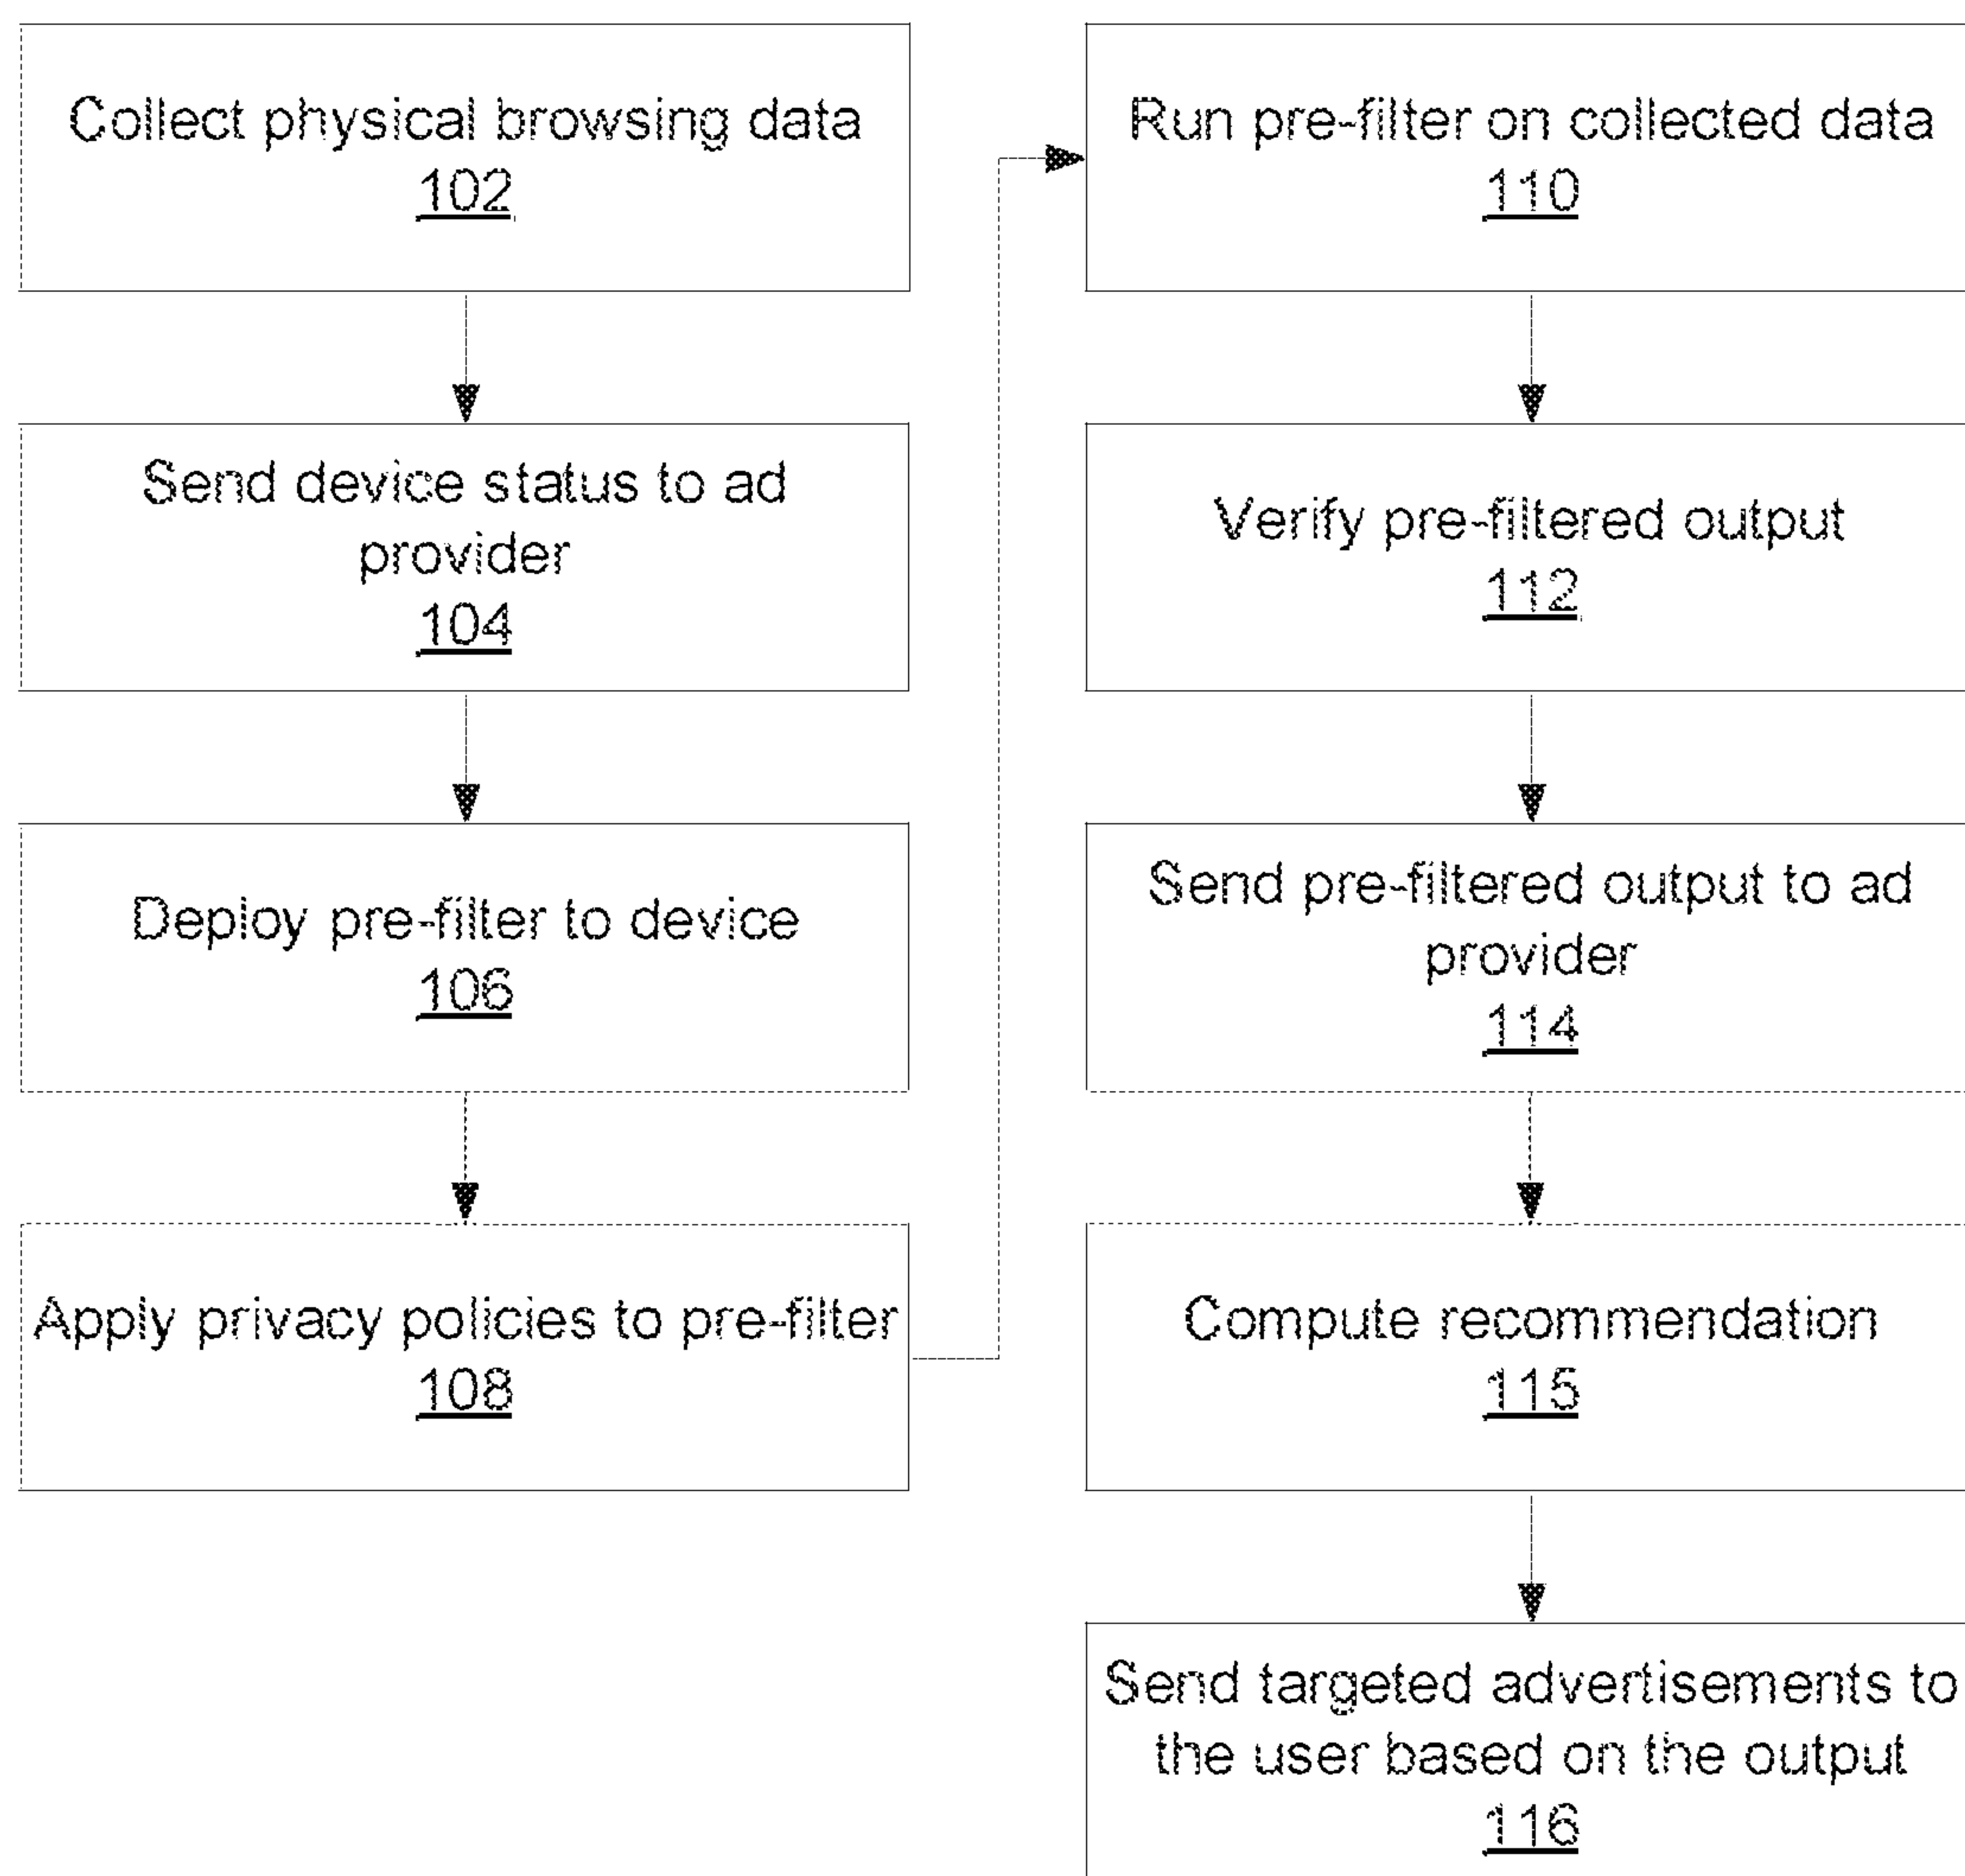 Collect physical browsing data
102
Send device status to ad
provider
104
Deploy pre-filter to device
106
Apply privacy policies to pre-filter
108
Run pre-filter on collected data
110
Verify pre-filtered output
112
Send pre-filtered output to ad
provider
114
Compute recommendation
115
Send targeted advertisements to
the user based on the output
116